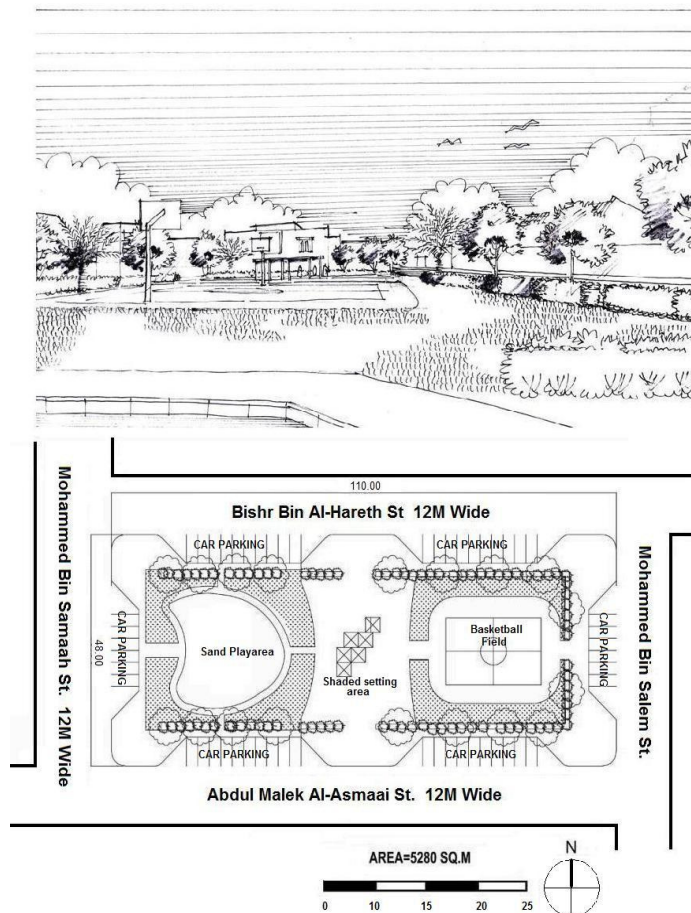 110.00
Bishr Bin Al-Hareth St 12M Wide
CAR PARKING
CAR PARKING
Mohammed Bin Samaah St. 12M Wide
48.00
CAR PARKING
Sand Playarea
Shaded setting
area
Basketball
Field
CAR PARKING
Mohammed Bin Salem St.
CAR PARKING
CAR PARKING
Abdul Malek Al-Asmaai St. 12M Wide
AREA=5280 SQ.M
N
0 10 15 20 25